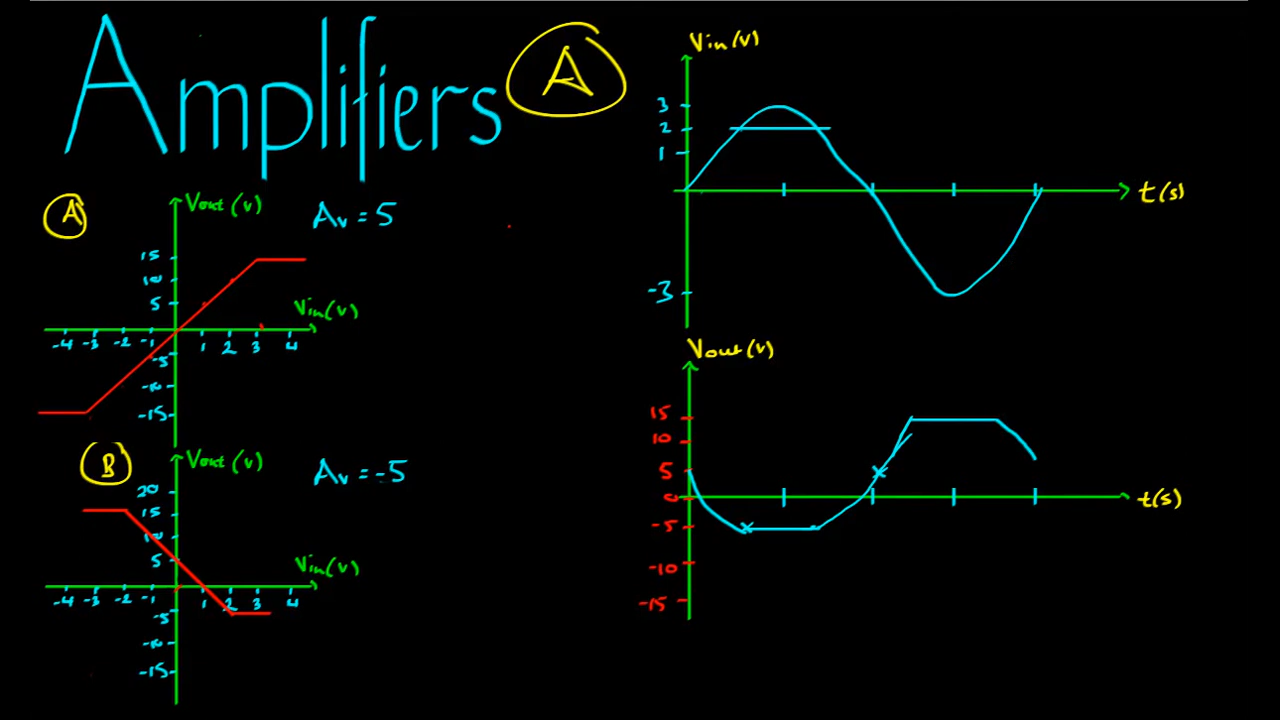 Amplifiers
A
A
Vout (v)
Av = 5
15
10
5
Vin(v)
-4 -3 -2 -1 1 2 3 4
-5
-10
-15
B
Vout (v)
Av = -5
20
15
10
5
Vin(v)
-4 -3 -2 -1 1 2 3 4
-5
-10
-15
Vin(v)
3
2
1
t(s)
-3
Vout(v)
15
10
5
0
t(s)
-5
-10
-15